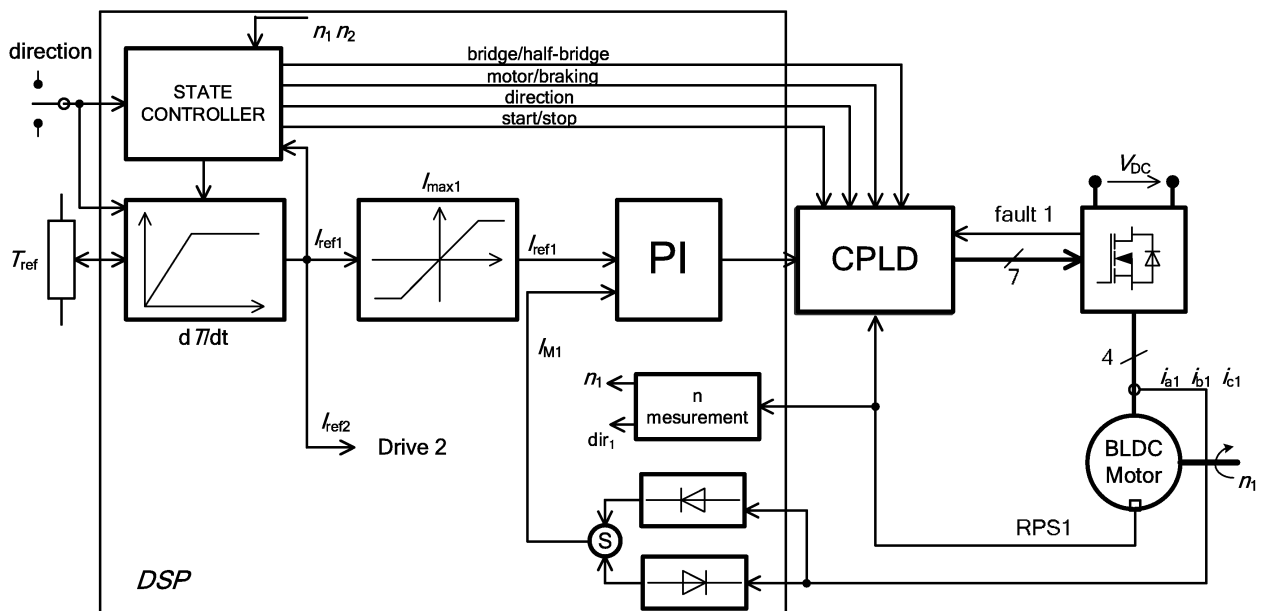 direction
n1 n2
STATE
CONTROLLER
bridge/half-bridge
motor/braking
direction
start/stop
Tref
dT/dt
Iref1
Imax1
Iref1
PI
CPLD
fault 1
7
VDC
4
ia1 ib1 ic1
BLDC
Motor
n1
RPS1
IM1
n1
dir1
n
mesurement
Iref2
Drive 2
S
DSP